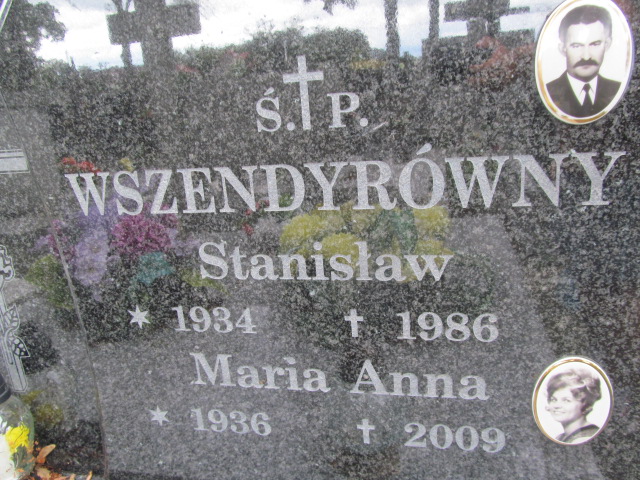 Ś. † P.
WSZENDYRÓWNY
Stanisław
* 1934 † 1986
Maria Anna
* 1936 † 2009